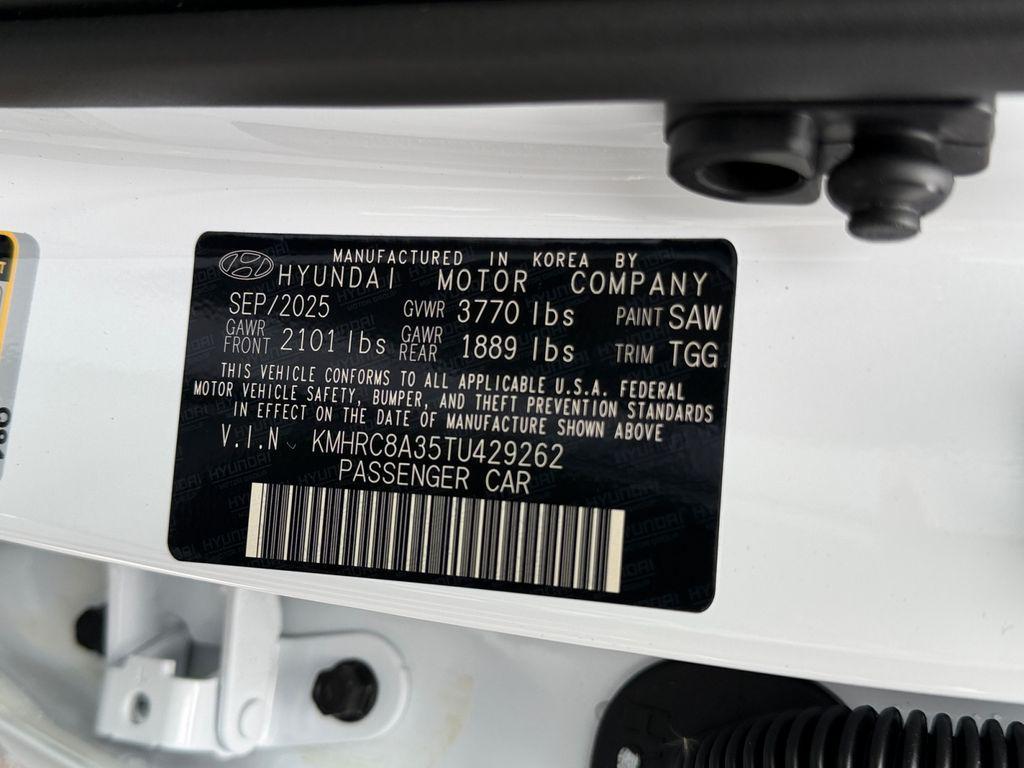 MANUFACTURED IN KOREA BY
HYUNDAI MOTOR COMPANY
SEP/2025 GVWR 3770 lbs PAINT SAW
GAWR FRONT 2101 lbs GAWR REAR 1889 lbs TRIM TGG
THIS VEHICLE CONFORMS TO ALL APPLICABLE U.S.A. FEDERAL
MOTOR VEHICLE SAFETY, BUMPER, AND THEFT PREVENTION STANDARDS
IN EFFECT ON THE DATE OF MANUFACTURE SHOWN ABOVE
V.I.N KMHRC8A35TU429262
PASSENGER CAR